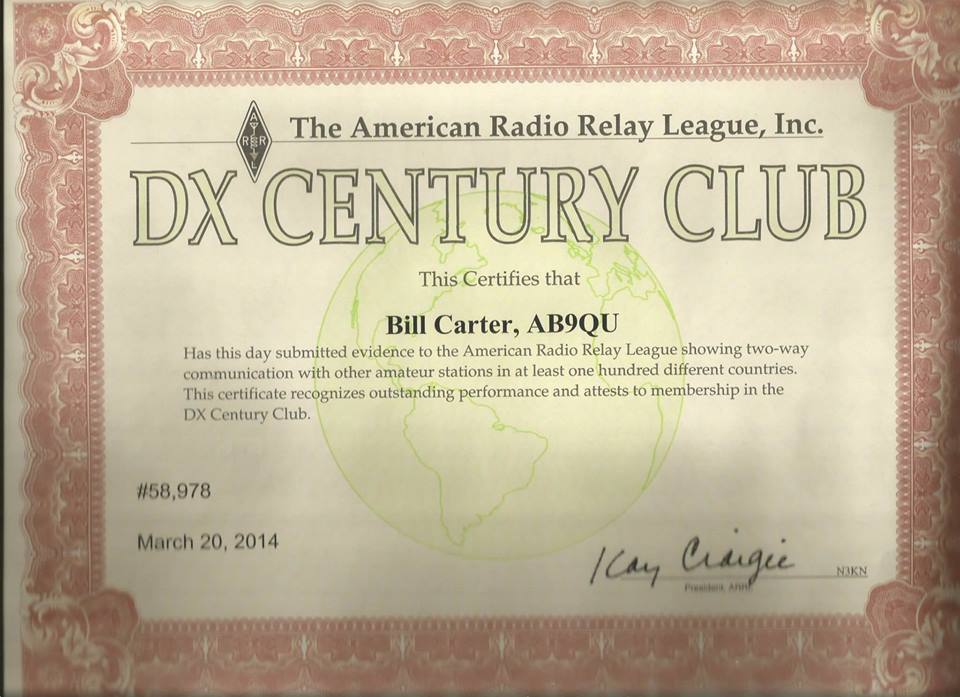 The American Radio Relay League, Inc.
A
R R
L
DX CENTURY CLUB
This Certifies that
Bill Carter, AB9QU
Has this day submitted evidence to the American Radio Relay League showing two-way
communication with other amateur stations in at least one hundred different countries.
This certificate recognizes outstanding performance and attests to membership in the
DX Century Club.
#58,978
March 20, 2014
Kay Craigie
N3KN
President, ARRL